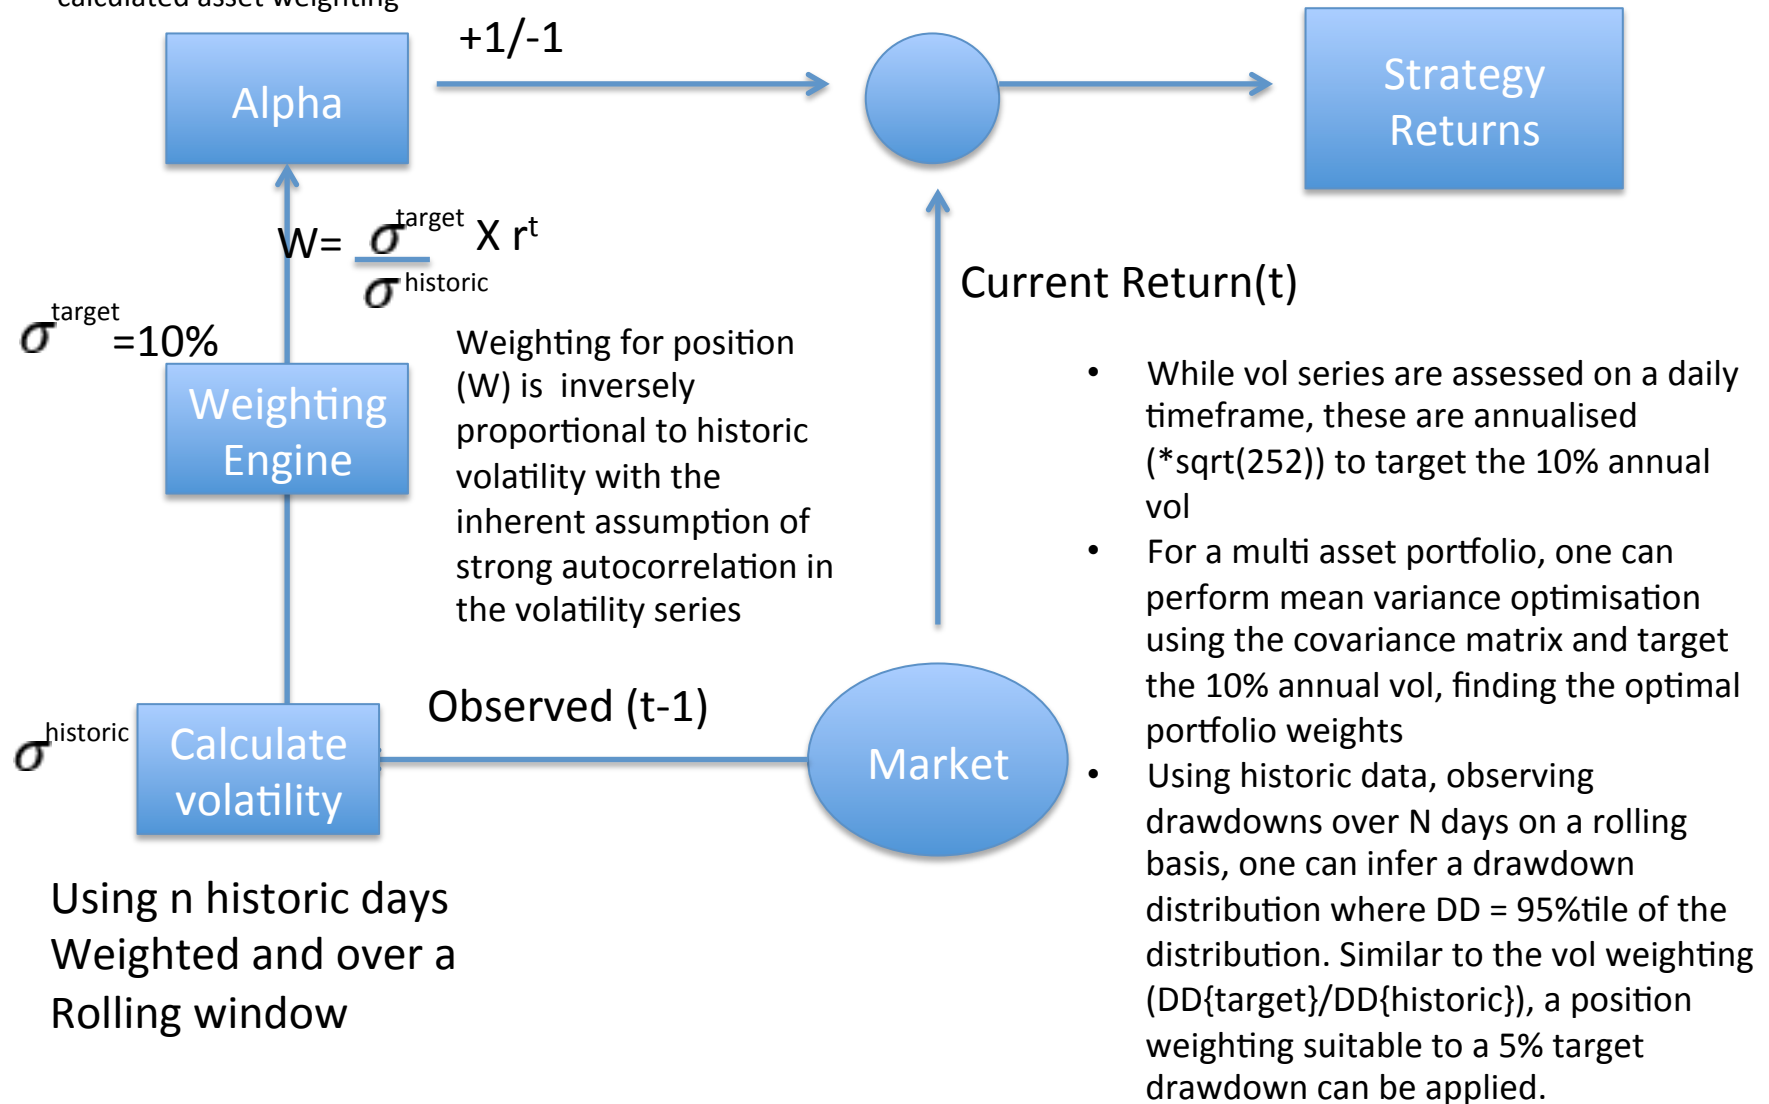 calculated asset weighting
+1/-1
Alpha
Strategy
Returns
W= σ^target X r^t
σ^historic
Current Return(t)
σ^target =10%
Weighting
Engine
Weighting for position
(W) is inversely
proportional to historic
volatility with the
inherent assumption of
strong autocorrelation in
the volatility series
Observed (t-1)
σ^historic
Calculate
volatility
Market
Using n historic days
Weighted and over a
Rolling window
• While vol series are assessed on a daily
timeframe, these are annualised
(*sqrt(252)) to target the 10% annual
vol
• For a multi asset portfolio, one can
perform mean variance optimisation
using the covariance matrix and target
the 10% annual vol, finding the optimal
portfolio weights
• Using historic data, observing
drawdowns over N days on a rolling
basis, one can infer a drawdown
distribution where DD = 95%tile of the
distribution. Similar to the vol weighting
(DD{target}/DD{historic}), a position
weighting suitable to a 5% target
drawdown can be applied.